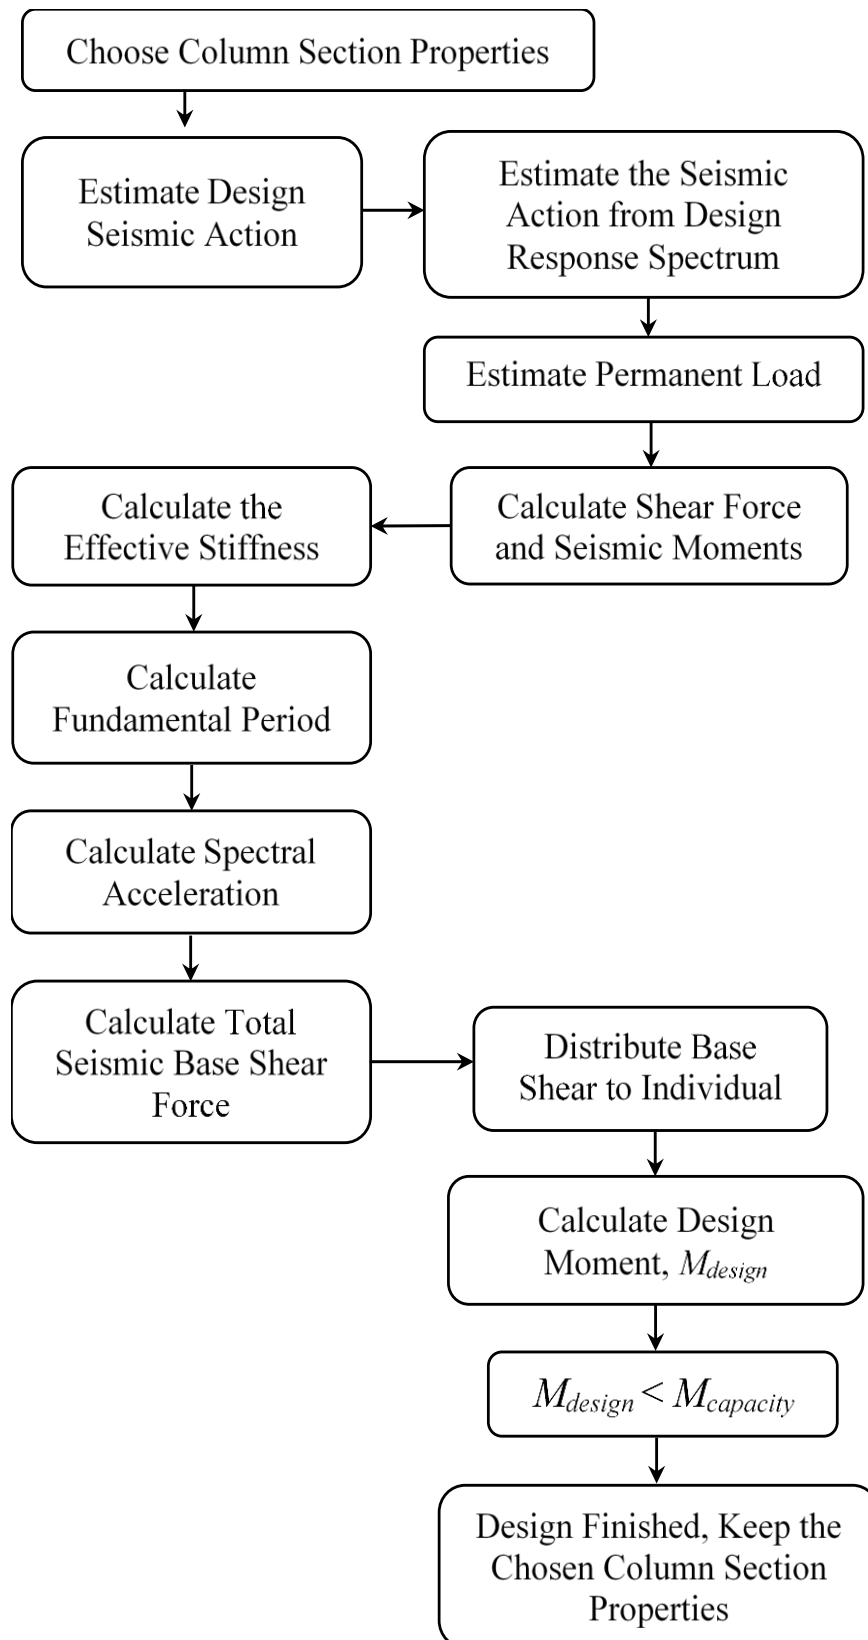 Choose Column Section Properties
Estimate Design
Seismic Action
Estimate the Seismic
Action from Design
Response Spectrum
Estimate Permanent Load
Calculate Shear Force
and Seismic Moments
Calculate the
Effective Stiffness
Calculate
Fundamental Period
Calculate Spectral
Acceleration
Calculate Total
Seismic Base Shear
Force
Distribute Base
Shear to Individual
Calculate Design
Moment, Mdesign
Mdesign < Mcapacity
Design Finished, Keep the
Chosen Column Section
Properties